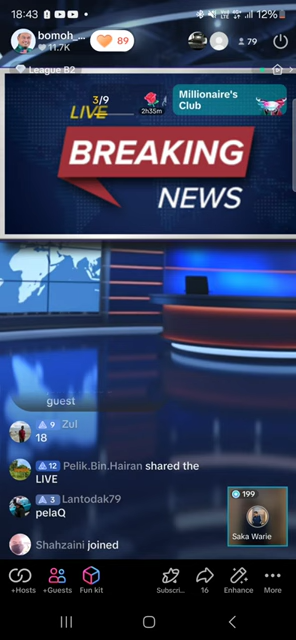 18:43
12%
bomoh_...
11.7K
89
79
League B2
3/9
LIVE
2h35m
Millionaire's
Club
BREAKING
NEWS
guest
9 Zul
18
12 Pelik.Bin.Hairan shared the
LIVE
3 Lantodak79
pelaQ
Shahzaini joined
199
Saka Warie
+Hosts
+Guests
Fun kit
Subscri...
16
Enhance
More